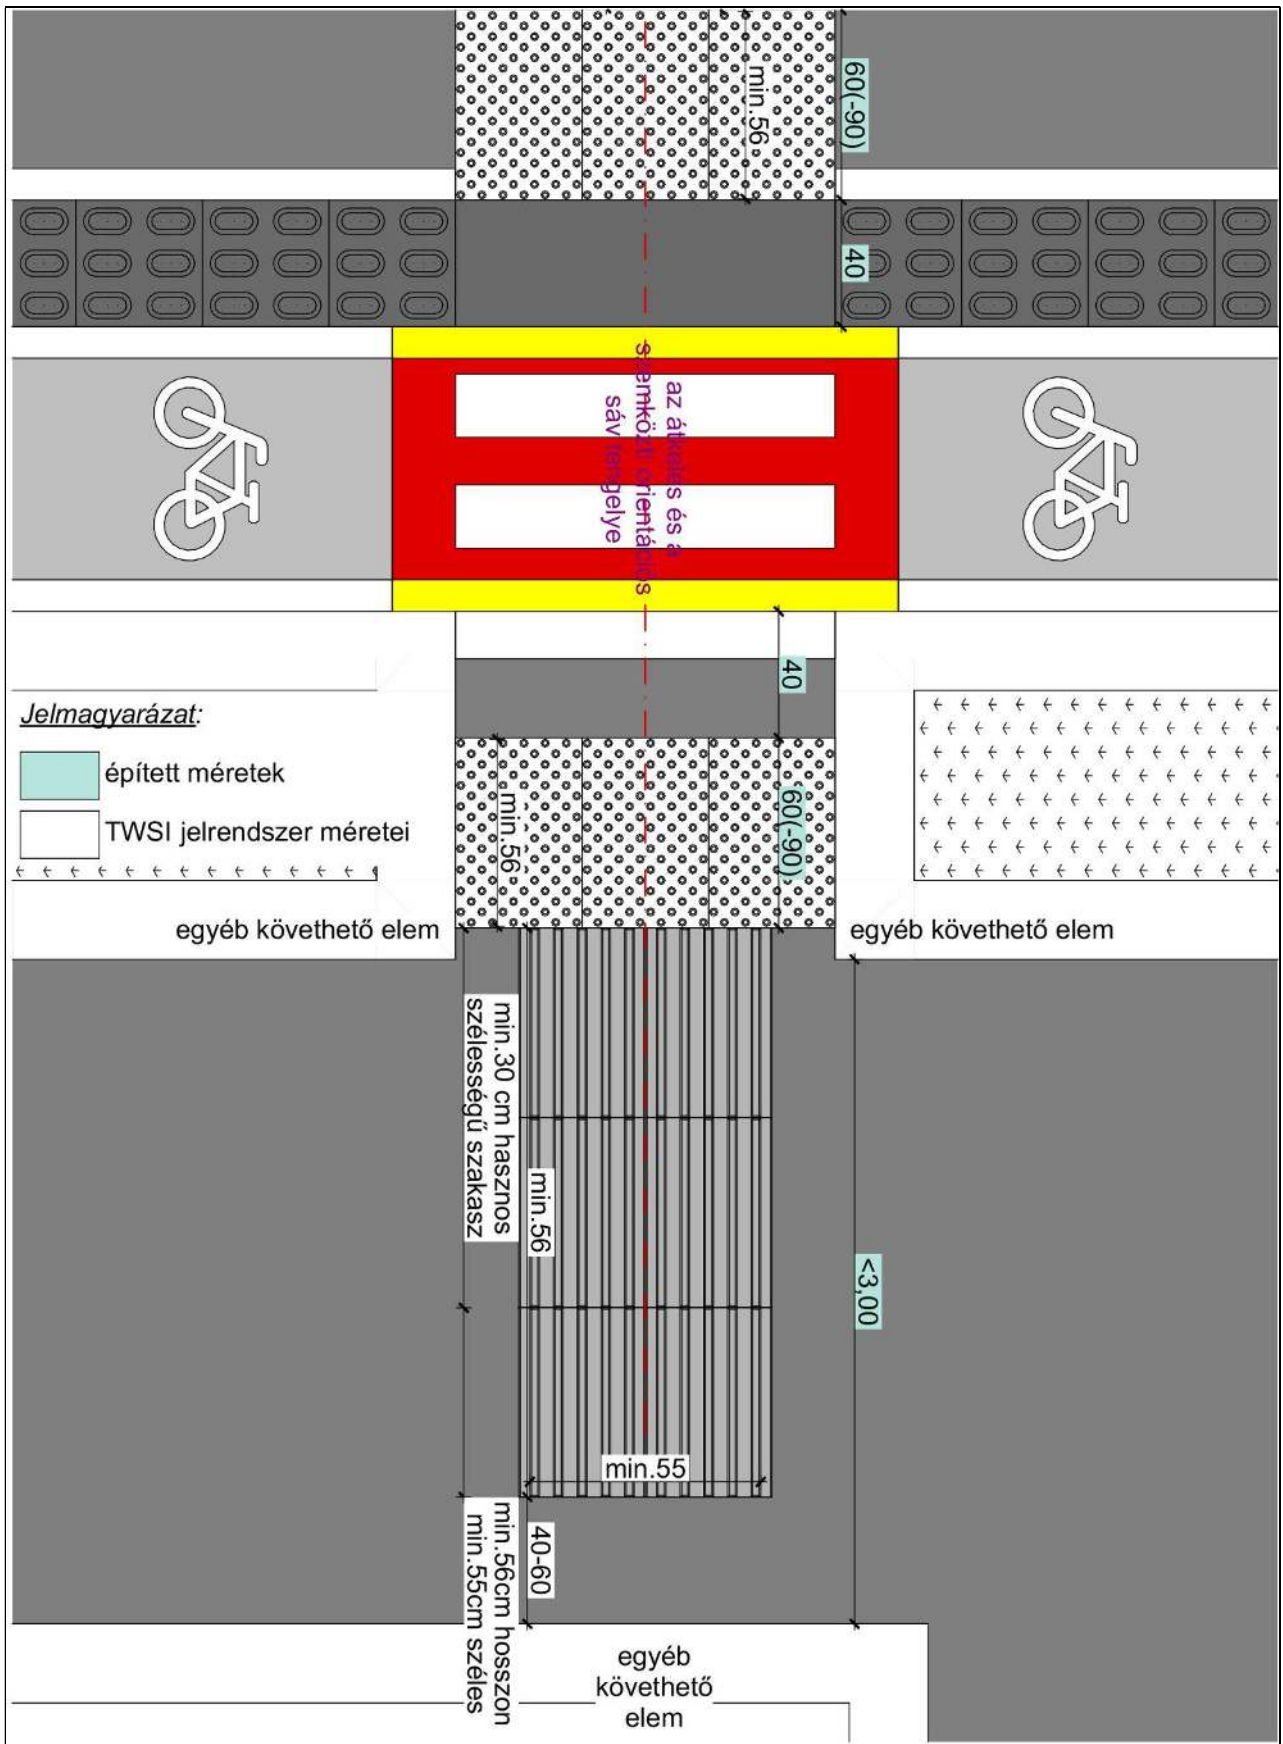 min.56
60(-90)
40
az átkelés és a
szemközti orientációs
sáv tengelye
40
Jelmagyarázat:
épített méretek
TWSI jelrendszer méretei
min.56
60(-90)
egyéb követhető elem
egyéb követhető elem
min.30 cm hasznos
szélességű szakasz
min.56
<3,00
min.55
min.56cm hosszon
min.55cm széles
40-60
egyéb
követhető
elem